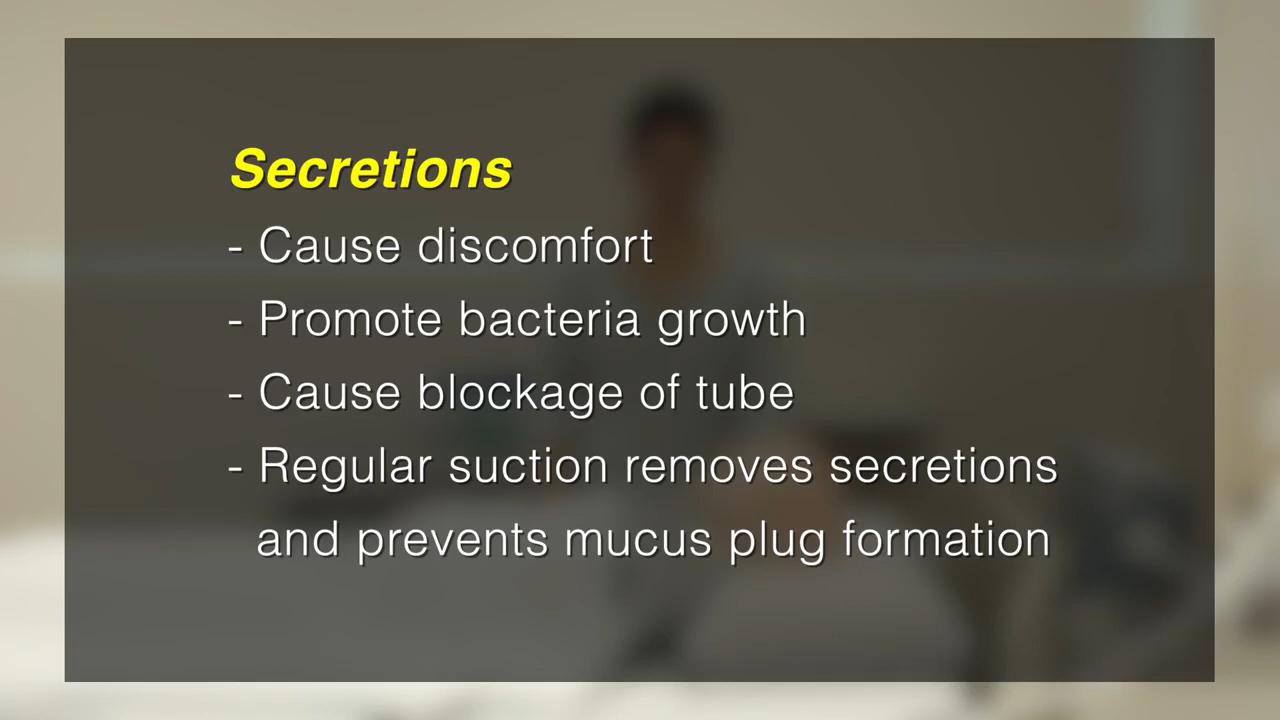 Secretions
- Cause discomfort
- Promote bacteria growth
- Cause blockage of tube
- Regular suction removes secretions
and prevents mucus plug formation